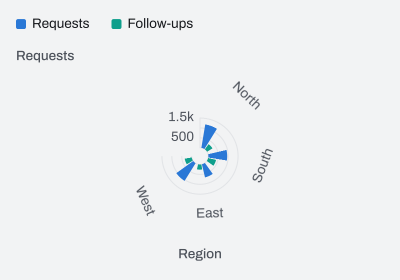 Requests
Follow-ups
Requests
North
1.5k
500
South
West
East
Region